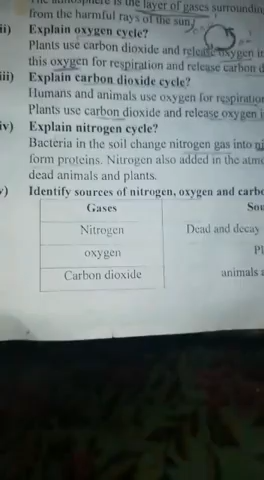 The atmosphere is the layer of gases surrounding
from the harmful rays of the sun.
ii) Explain oxygen cycle?
Plants use carbon dioxide and release oxygen
this oxygen for respiration and release carbon
iii) Explain carbon dioxide cycle?
Humans and animals use oxygen for respiration
Plants use carbon dioxide and release oxygen
iv) Explain nitrogen cycle?
Bacteria in the soil change nitrogen gas into
form proteins. Nitrogen also added in the
dead animals and plants.
Identify sources of nitrogen, oxygen and
Gases
Nitrogen Dead and decay
oxygen
Carbon dioxide animals